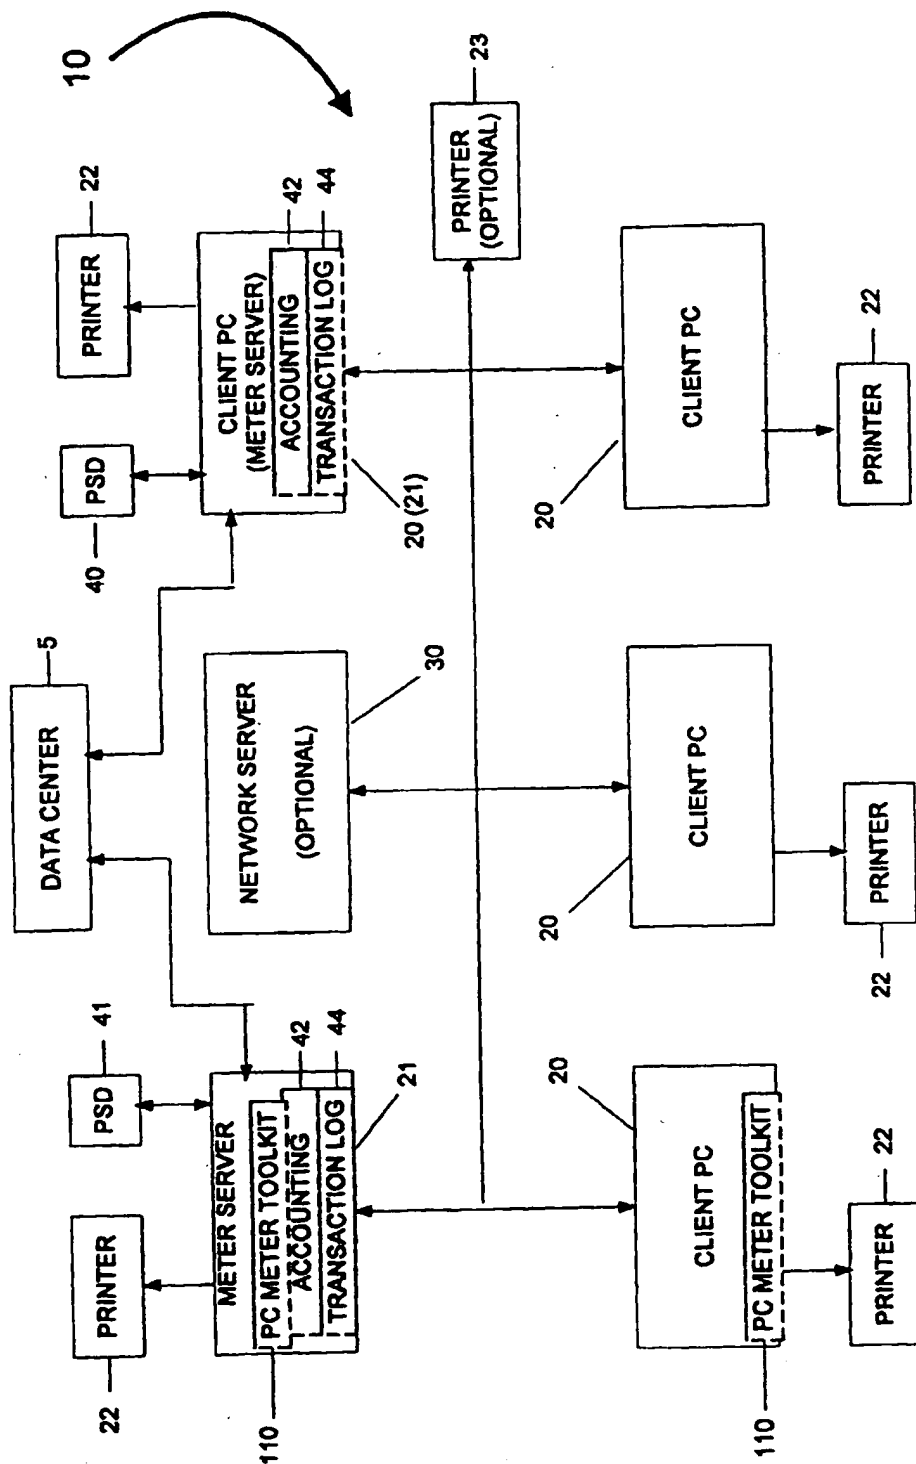 10
DATA CENTER
5
22
PRINTER
PSD
41
40
PSD
PRINTER
22
METER SERVER
PC METER TOOLKIT
ACCOUNTING
TRANSACTION LOG
42
44
110
21
NETWORK SERVER
(OPTIONAL)
30
CLIENT PC
(METER SERVER)
ACCOUNTING
TRANSACTION LOG
42
44
20 (21)
PRINTER
(OPTIONAL)
23
20
CLIENT PC
PC METER TOOLKIT
110
PRINTER
22
20
CLIENT PC
22
PRINTER
20
CLIENT PC
PRINTER
22